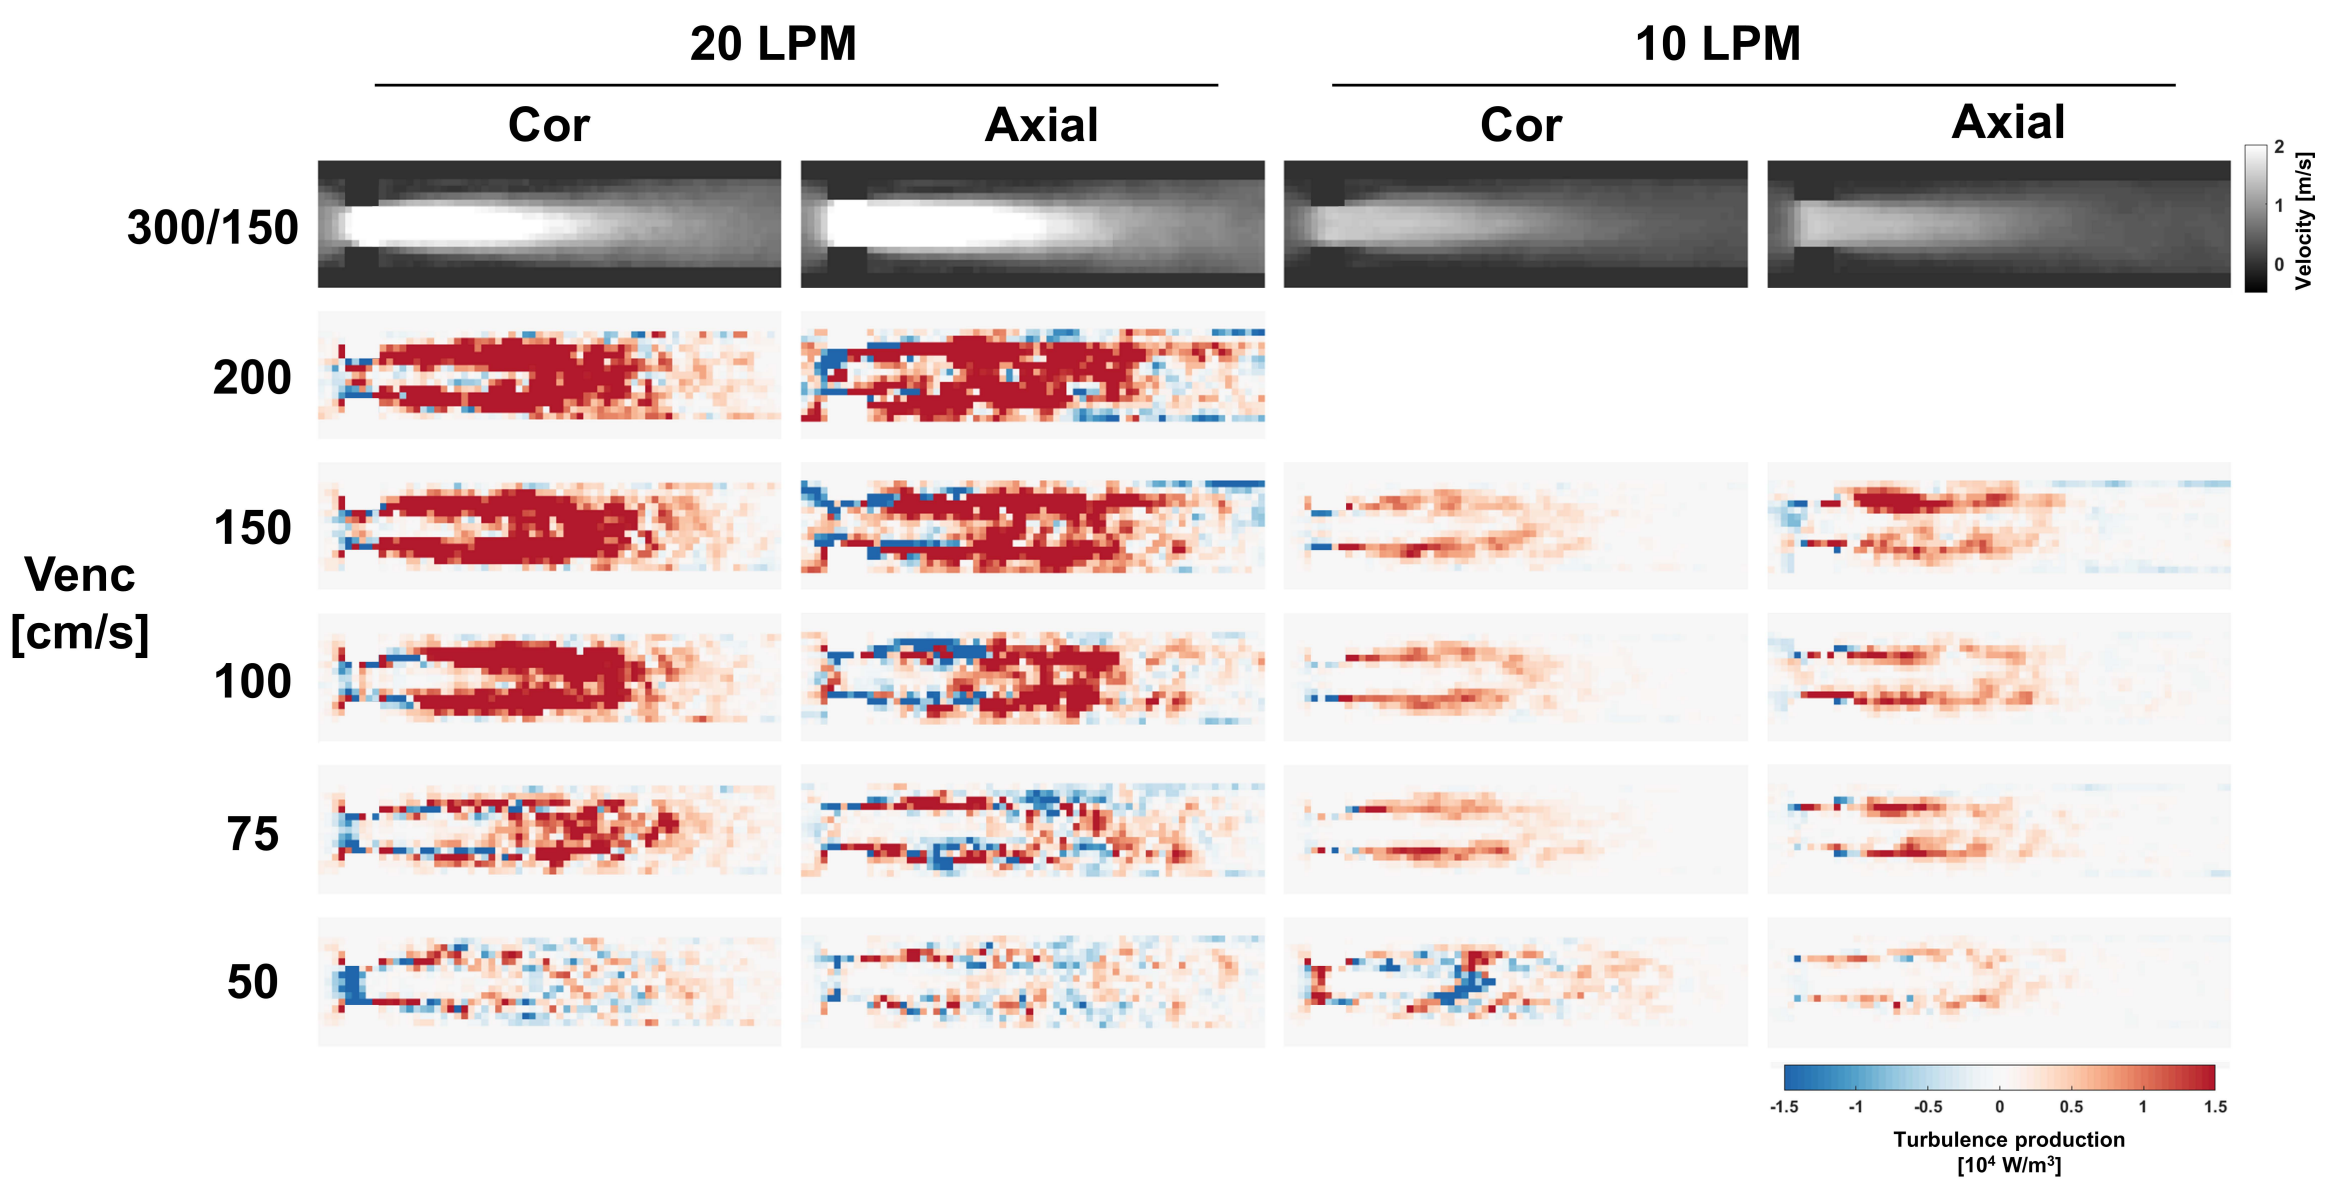 20 LPM
10 LPM
Cor
Axial
Cor
Axial
300/150
2
1
0
Velocity [m/s]
200
150
Venc
[cm/s]
100
75
50
-1.5 -1 -0.5 0 0.5 1 1.5
Turbulence production
[10⁴ W/m³]